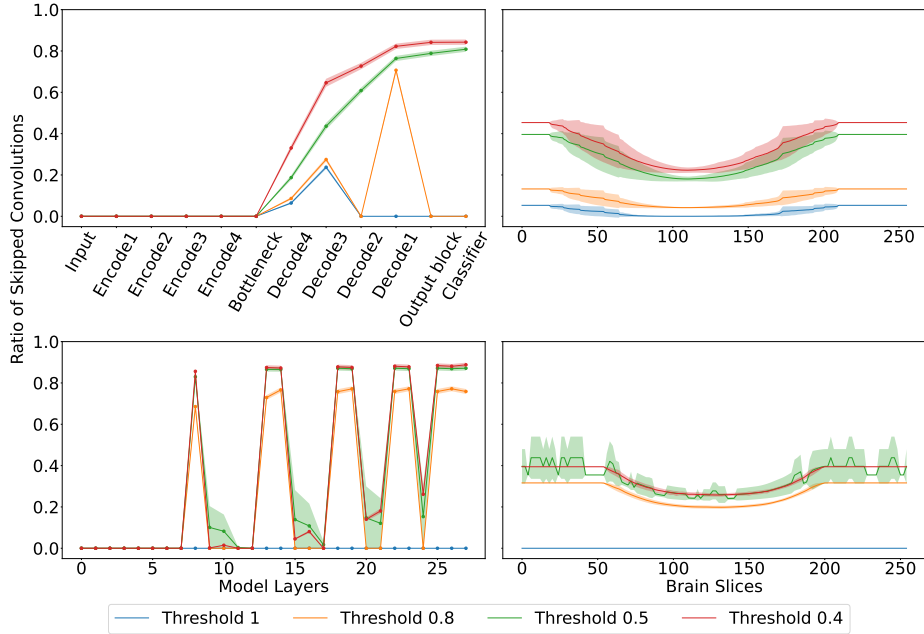 Ratio of Skipped Convolutions
1.0
0.8
0.6
0.4
0.2
0.0
Input
Encode1
Encode2
Encode3
Encode4
Bottleneck
Decode4
Decode3
Decode2
Decode1
Output block
Classifier
0 50 100 150 200 250
1.0
0.8
0.6
0.4
0.2
0.0
0 5 10 15 20 25
Model Layers
0 50 100 150 200 250
Brain Slices
Threshold 1 Threshold 0.8 Threshold 0.5 Threshold 0.4